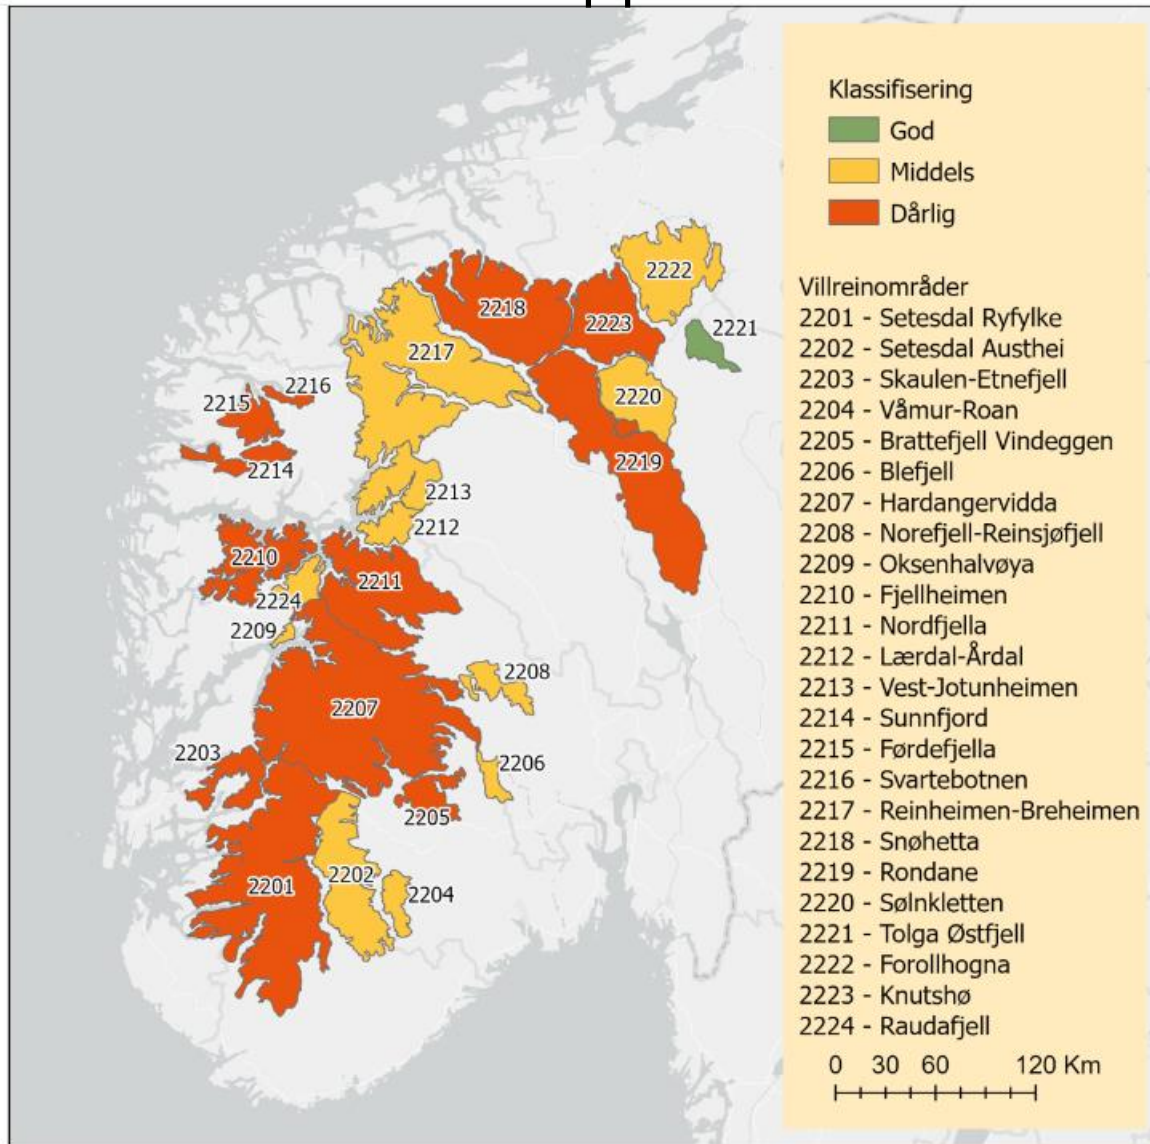 Klassifisering
God
Middels
Dårlig
Villreinområder
2201 - Setesdal Ryfylke
2202 - Setesdal Austhei
2203 - Skaulen-Etnefjell
2204 - Våmur-Roan
2205 - Brattefjell Vindeggen
2206 - Blefjell
2207 - Hardangervidda
2208 - Norefjell-Reinsjøfjell
2209 - Oksenhalvøya
2210 - Fjellheimen
2211 - Nordfjella
2212 - Lærdal-Årdal
2213 - Vest-Jotunheimen
2214 - Sunnfjord
2215 - Førdefjella
2216 - Svartebotnen
2217 - Reinheimen-Breheimen
2218 - Snøhetta
2219 - Rondane
2220 - Sølnkletten
2221 - Tolga Østfjell
2222 - Forollhogna
2223 - Knutshø
2224 - Raudafjell
0 30 60 120 Km
2222
2218
2223
2221
2217
2216
2220
2215
2219
2214
2213
2212
2210
2211
2224
2209
2208
2207
2203
2206
2205
2202
2201
2204